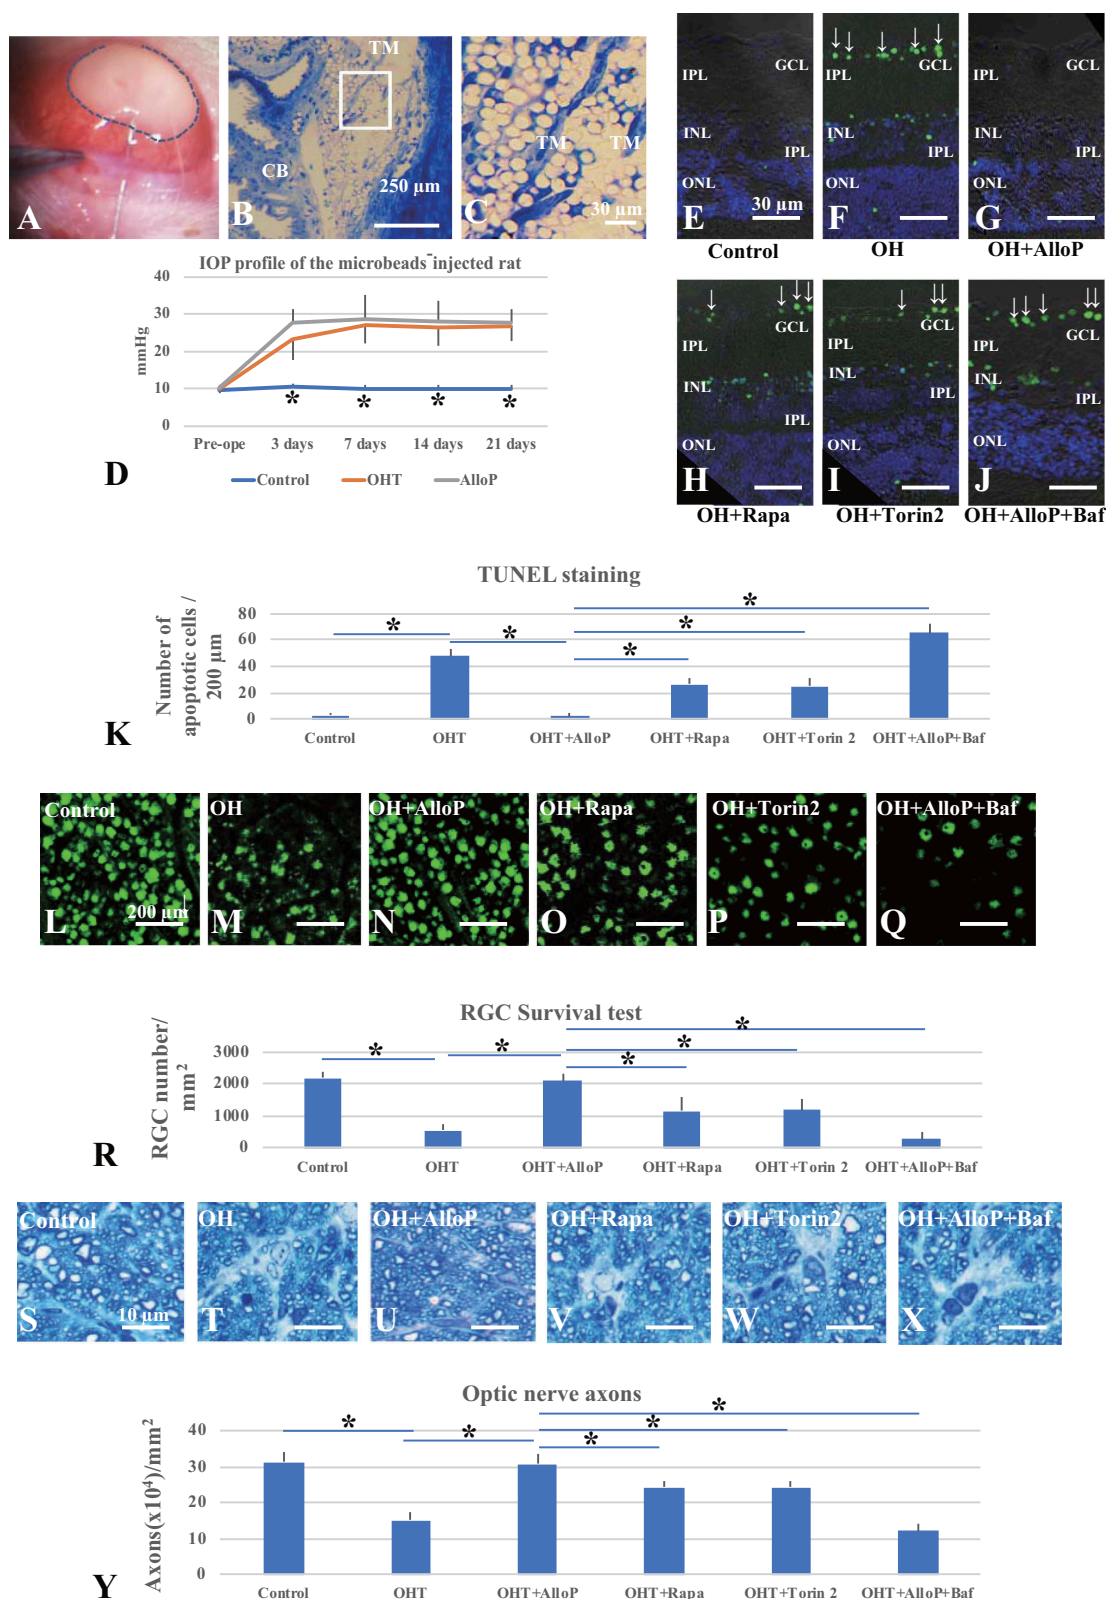 TM
CB
250 µm
A
B
TM
TM
30 µm
C
IOP profile of the microbeads-injected rat
mmHg
40
30
20
10
0
*
*
*
*
Pre-ope
3 days
7 days
14 days
21 days
Control
OHT
AlloP
D
IPL
GCL
INL
IPL
ONL
30 µm
E
Control
IPL
GCL
INL
IPL
ONL
F
OH
IPL
GCL
INL
IPL
ONL
G
OH+AlloP
GCL
IPL
INL
IPL
ONL
H
OH+Rapa
GCL
IPL
INL
IPL
ONL
I
OH+Torin2
GCL
IPL
INL
IPL
ONL
J
OH+AlloP+Baf
TUNEL staining
Number of
apoptotic cells /
200 µm
80
60
40
20
0
*
*
*
*
*
Control
OHT
OHT+AlloP
OHT+Rapa
OHT+Torin 2
OHT+AlloP+Baf
K
Control
200 µm
L
OH
M
OH+AlloP
N
OH+Rapa
O
OH+Torin2
P
OH+AlloP+Baf
Q
RGC Survival test
RGC number/
mm²
3000
2000
1000
0
*
*
*
*
*
Control
OHT
OHT+AlloP
OHT+Rapa
OHT+Torin 2
OHT+AlloP+Baf
R
Control
10 µm
S
OH
T
OH+AlloP
U
OH+Rapa
V
OH+Torin2
W
OH+AlloP+Baf
X
Optic nerve axons
Axons(x10⁴)/mm²
40
30
20
10
0
*
*
*
*
*
Control
OHT
OHT+AlloP
OHT+Rapa
OHT+Torin 2
OHT+AlloP+Baf
Y